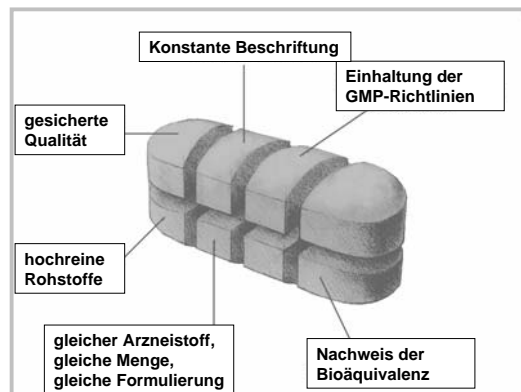 Konstante Beschriftung
Einhaltung der
GMP-Richtlinien
gesicherte
Qualität
hochreine
Rohstoffe
gleicher Arzneistoff,
gleiche Menge,
gleiche Formulierung
Nachweis der
Bioäquivalenz